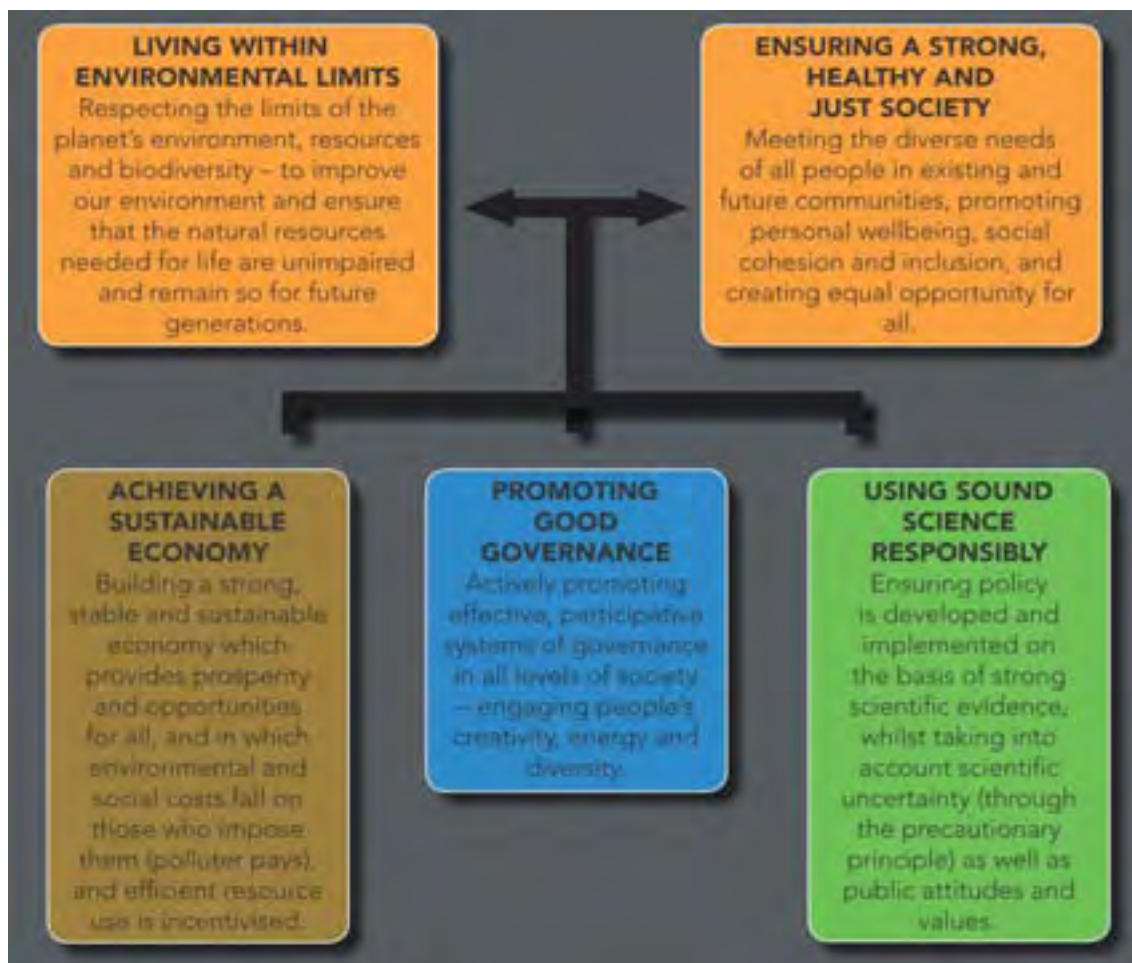 LIVING WITHIN
ENVIRONMENTAL LIMITS
Respecting the limits of the
planet's environment, resources
and biodiversity – to improve
our environment and ensure
that the natural resources
needed for life are unimpaired
and remain so for future
generations.
ENSURING A STRONG,
HEALTHY AND
JUST SOCIETY
Meeting the diverse needs
of all people in existing and
future communities, promoting
personal wellbeing, social
cohesion and inclusion, and
creating equal opportunity for
all.
ACHIEVING A
SUSTAINABLE
ECONOMY
Building a strong,
stable and sustainable
economy which
provides prosperity
and opportunities
for all, and in which
environmental and
social costs fall on
those who impose
them (polluter pays),
and efficient resource
use is incentivised.
PROMOTING
GOOD
GOVERNANCE
Actively promoting
effective, participative
systems of governance
in all levels of society
– engaging people's
creativity, energy and
diversity.
USING SOUND
SCIENCE
RESPONSIBLY
Ensuring policy
is developed and
implemented on
the basis of strong
scientific evidence,
whilst taking into
account scientific
uncertainty (through
the precautionary
principle) as well as
public attitudes and
values.